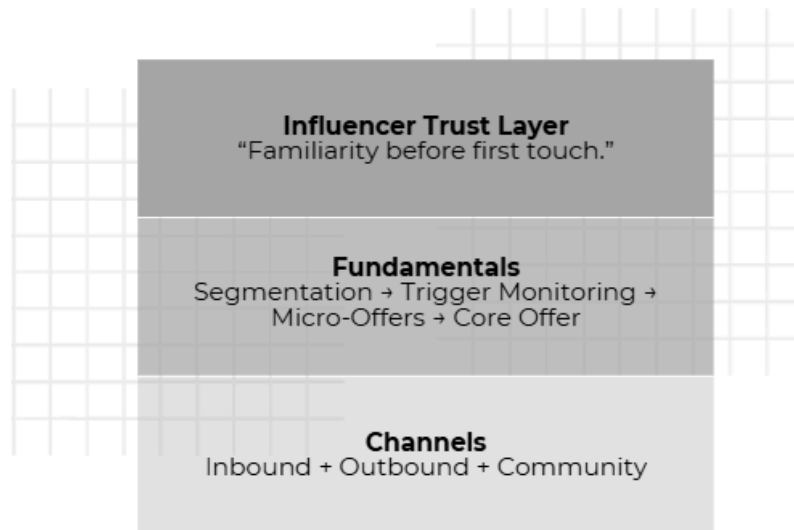 Influencer Trust Layer
“Familiarity before first touch.”
Fundamentals
Segmentation → Trigger Monitoring →
Micro-Offers → Core Offer
Channels
Inbound + Outbound + Community